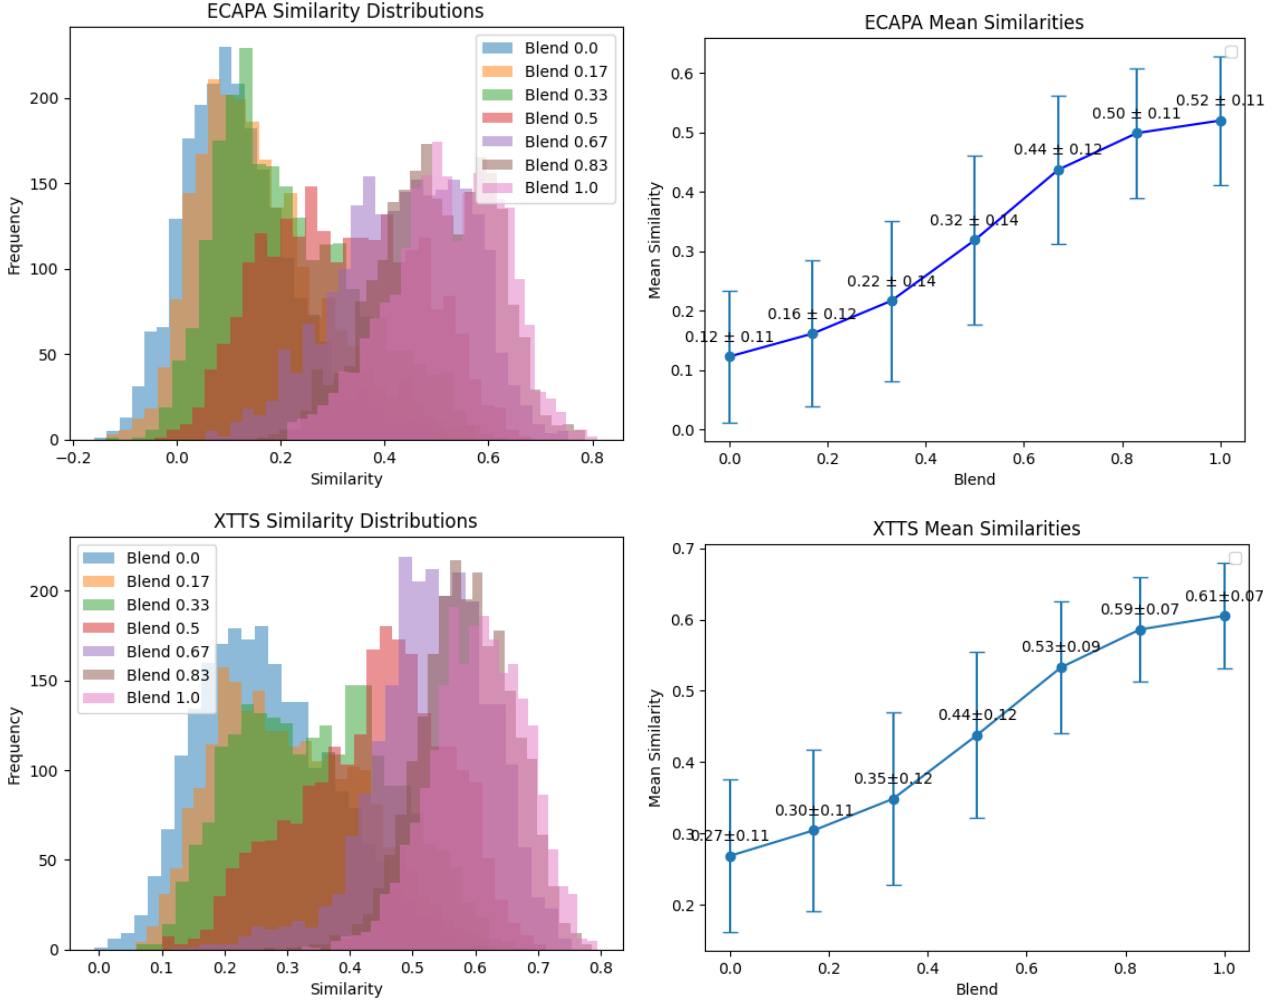 ECAPA Similarity Distributions
Frequency
200
150
100
50
0
−0.2
0.0
0.2
0.4
0.6
0.8
Similarity
Blend 0.0
Blend 0.17
Blend 0.33
Blend 0.5
Blend 0.67
Blend 0.83
Blend 1.0
ECAPA Mean Similarities
Mean Similarity
0.6
0.5
0.4
0.3
0.2
0.1
0.0
0.12 ± 0.11
0.16 ± 0.12
0.22 ± 0.14
0.32 ± 0.14
0.44 ± 0.12
0.50 ± 0.11
0.52 ± 0.11
0.0
0.2
0.4
0.6
0.8
1.0
Blend
XTTS Similarity Distributions
Frequency
200
150
100
50
0
0.0
0.1
0.2
0.3
0.4
0.5
0.6
0.7
0.8
Similarity
Blend 0.0
Blend 0.17
Blend 0.33
Blend 0.5
Blend 0.67
Blend 0.83
Blend 1.0
XTTS Mean Similarities
Mean Similarity
0.7
0.6
0.5
0.4
0.3
0.2
0.27±0.11
0.30±0.11
0.35±0.12
0.44±0.12
0.53±0.09
0.59±0.07
0.61±0.07
0.0
0.2
0.4
0.6
0.8
1.0
Blend